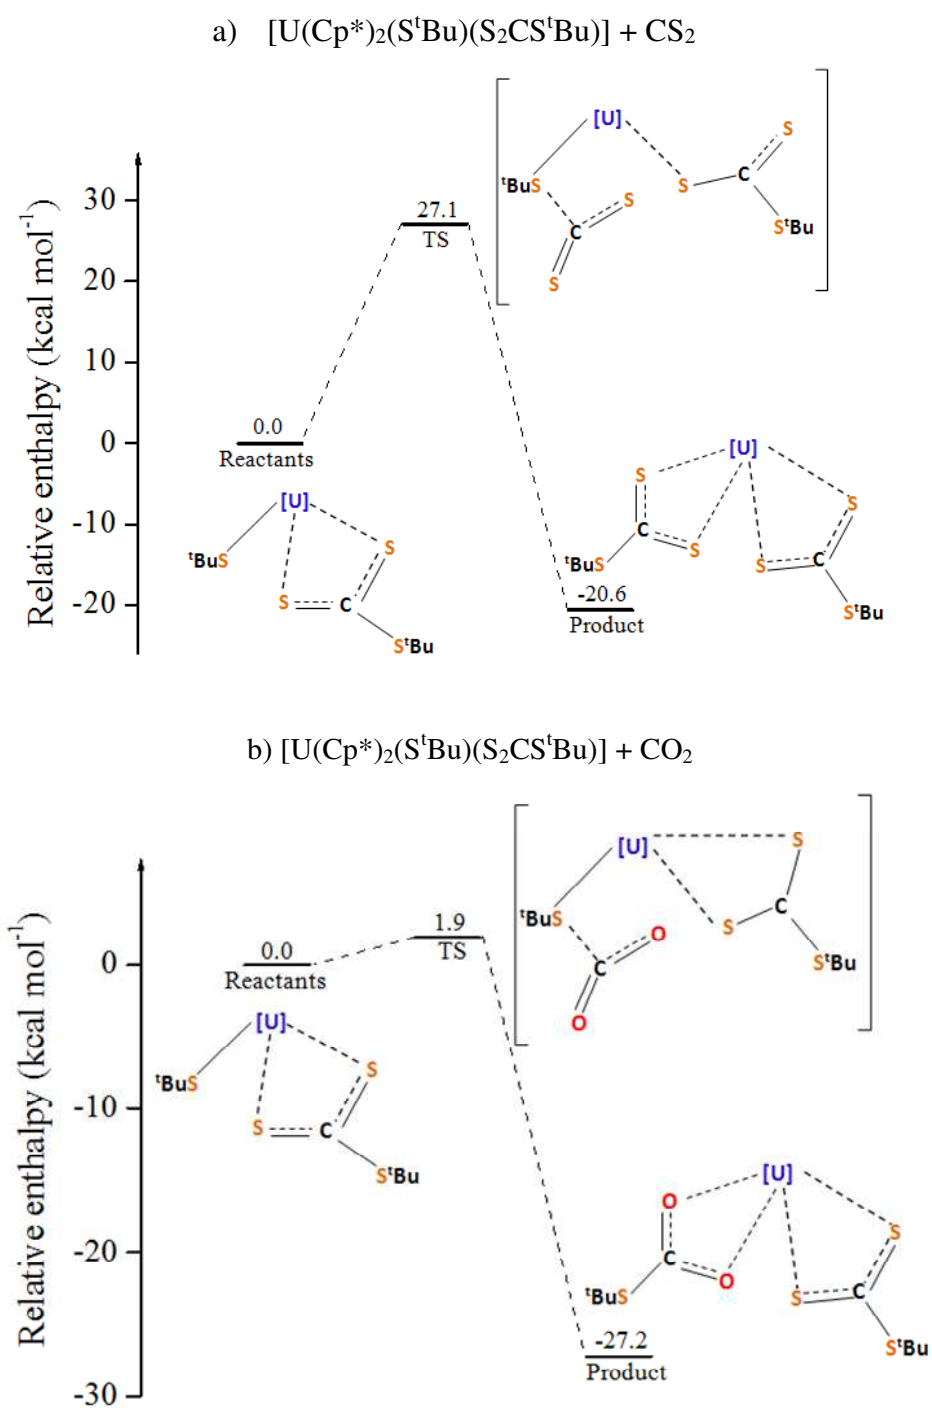 a) [U(Cp*)₂(SᵗBu)(S₂CSᵗBu)] + CS₂
Relative enthalpy (kcal mol⁻¹)
30
20
10
0
-10
-20
0.0
Reactants
27.1
TS
-20.6
Product
[U]
ᵗBuS
S
C
S
S
S
C
S
SᵗBu
[U]
ᵗBuS
S
S
C
SᵗBu
[U]
S
C
S
ᵗBuS
S
S
C
SᵗBu
b) [U(Cp*)₂(SᵗBu)(S₂CSᵗBu)] + CO₂
Relative enthalpy (kcal mol⁻¹)
0
-10
-20
-30
0.0
Reactants
1.9
TS
-27.2
Product
[U]
S
ᵗBuS
C
S
O
SᵗBu
C
O
[U]
ᵗBuS
S
S
C
SᵗBu
[U]
O
S
C
O
ᵗBuS
S
C
SᵗBu